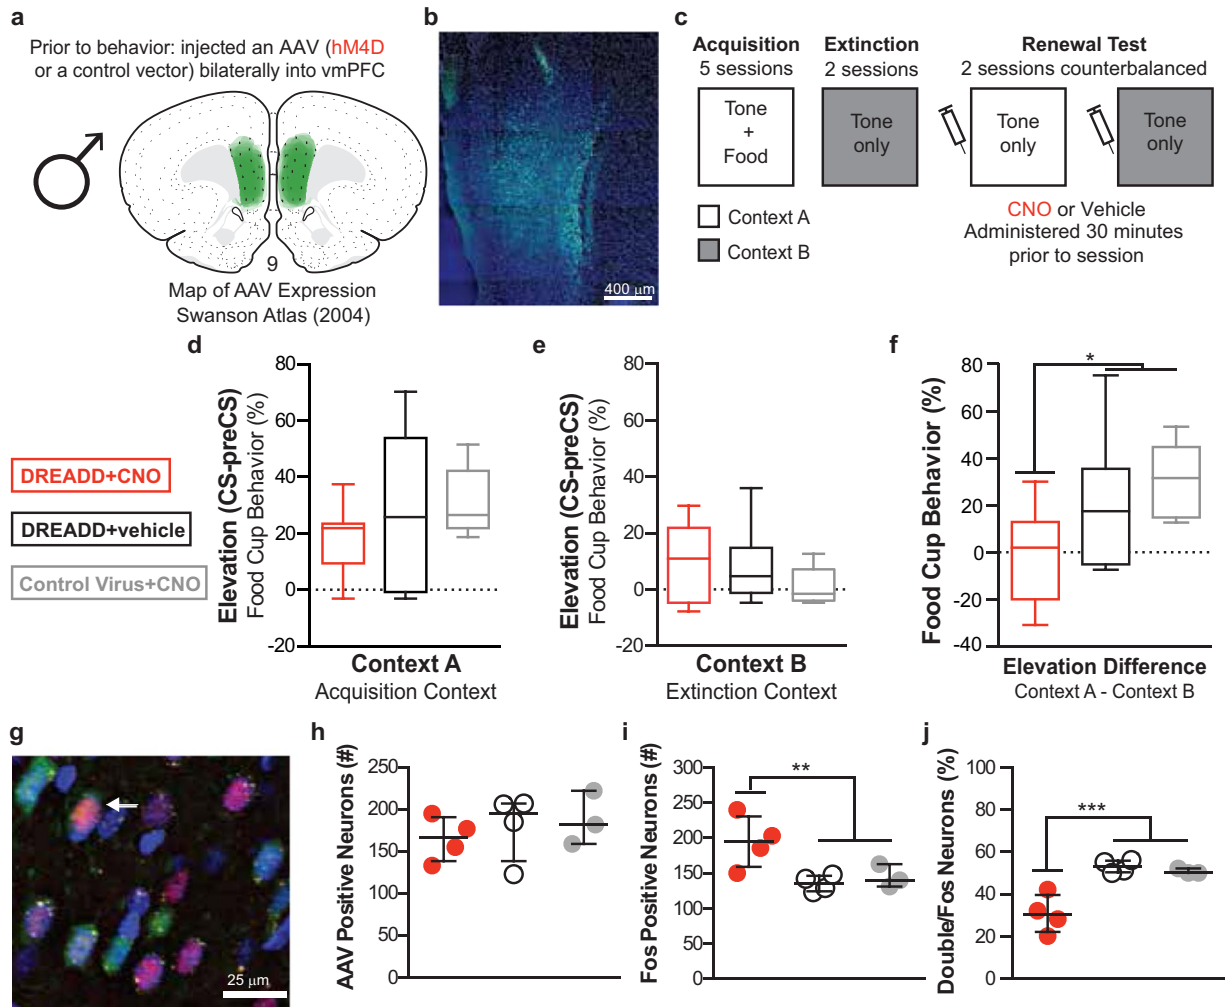 a
Prior to behavior: injected an AAV (hM4D
or a control vector) bilaterally into vmPFC
9
Map of AAV Expression
Swanson Atlas (2004)
b
400 μm
c
Acquisition
5 sessions
Extinction
2 sessions
Renewal Test
2 sessions counterbalanced
Tone
+
Food
Tone
only
Tone
only
Tone
only
Context A
Context B
CNO or Vehicle
Administered 30 minutes
prior to session
DREADD+CNO
DREADD+vehicle
Control Virus+CNO
d
Elevation (CS-preCS)
Food Cup Behavior (%)
80
60
40
20
0
-20
Context A
Acquisition Context
e
Elevation (CS-preCS)
Food Cup Behavior (%)
80
60
40
20
0
-20
Context B
Extinction Context
f
Food Cup Behavior (%)
80
60
40
20
0
-20
-40
*
Elevation Difference
Context A - Context B
g
25 μm
h
AAV Positive Neurons (#)
250
200
150
100
50
0
i
Fos Positive Neurons (#)
300
250
200
150
100
50
0
**
j
Double/Fos Neurons (%)
100
80
60
40
20
0
***